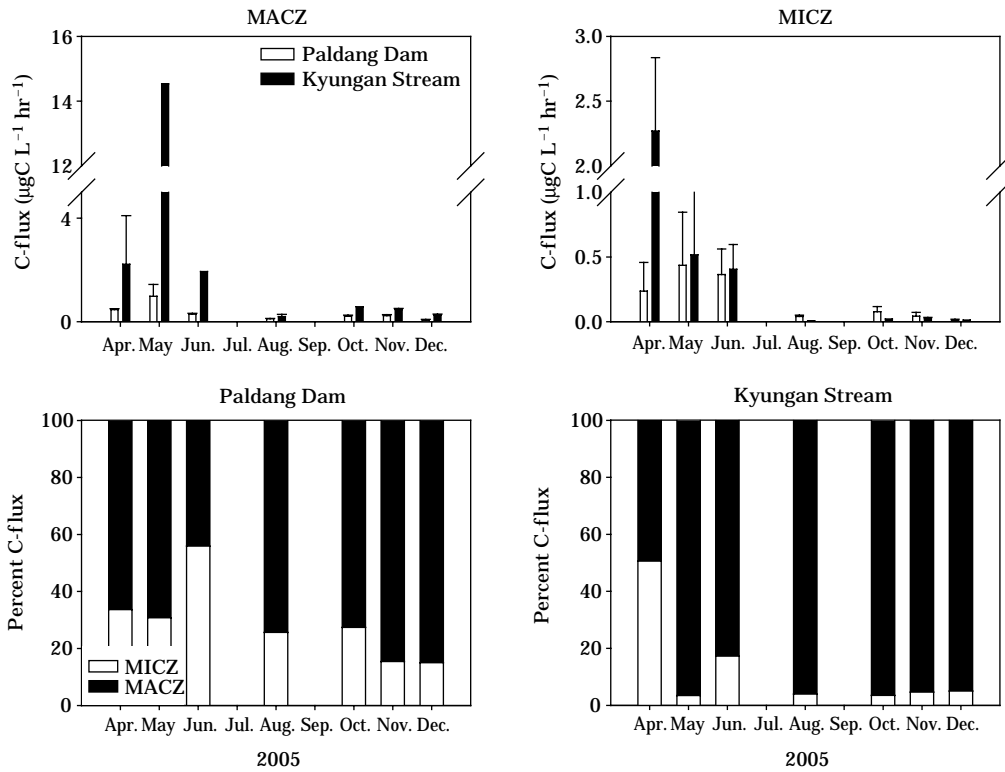 MACZ
16
14
12
4
0
C-flux (μgC L⁻¹ hr⁻¹)
Paldang Dam
Kyungan Stream
Apr. May Jun. Jul. Aug. Sep. Oct. Nov. Dec.
MICZ
3.0
2.5
2.0
1.0
0.5
0.0
C-flux (μgC L⁻¹ hr⁻¹)
Apr. May Jun. Jul. Aug. Sep. Oct. Nov. Dec.
Paldang Dam
100
80
60
40
20
0
Percent C-flux
MICZ
MACZ
Apr. May Jun. Jul. Aug. Sep. Oct. Nov. Dec.
2005
Kyungan Stream
100
80
60
40
20
0
Percent C-flux
Apr. May Jun. Jul. Aug. Sep. Oct. Nov. Dec.
2005